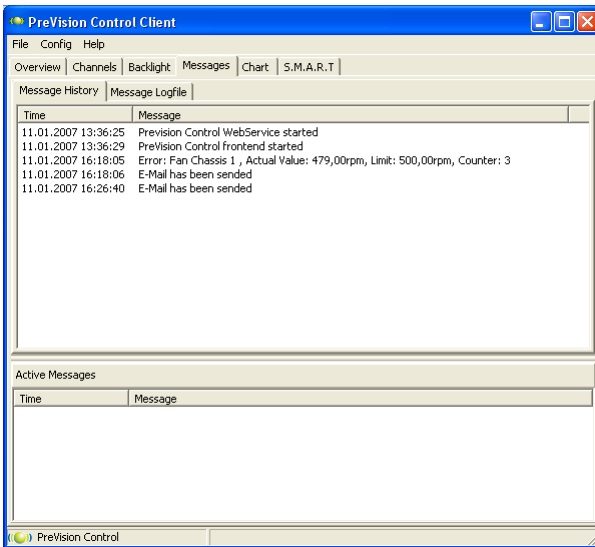 PreVision Control Client
File Config Help
Overview Channels Backlight Messages Chart S.M.A.R.T
Message History Message Logfile
Time Message
11.01.2007 13:36:25 Prevision Control WebService started
11.01.2007 13:36:29 PreVision Control frontend started
11.01.2007 16:18:05 Error: Fan Chassis 1 , Actual Value: 479,00rpm, Limit: 500,00rpm, Counter: 3
11.01.2007 16:18:06 E-Mail has been sended
11.01.2007 16:26:40 E-Mail has been sended
Active Messages
Time Message
PreVision Control